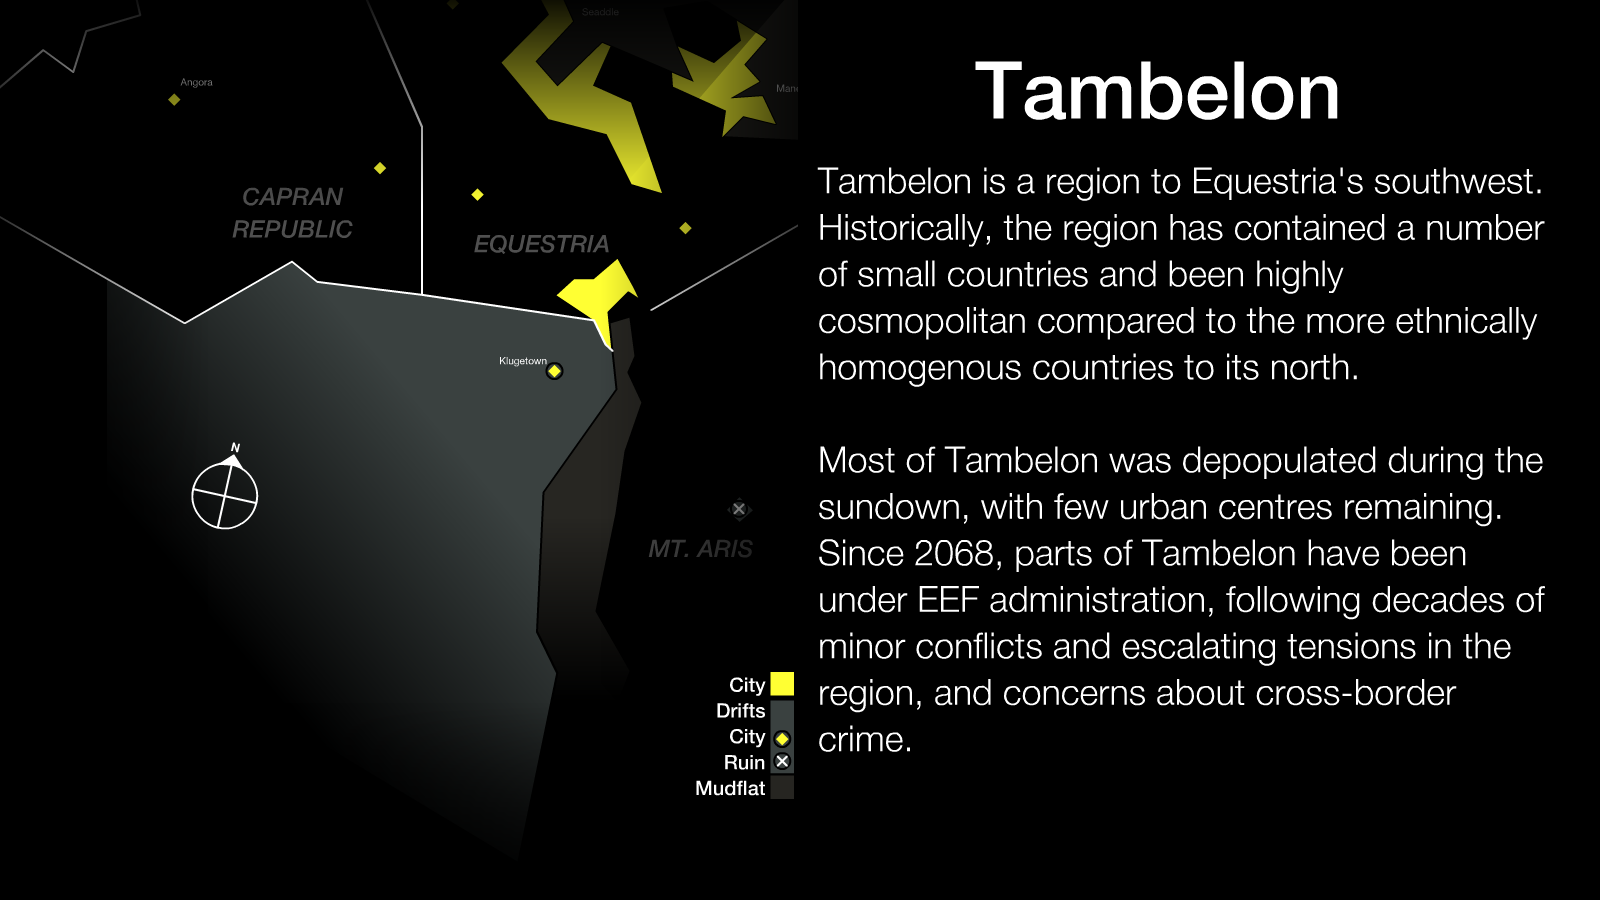 Seaddle
Angora
Mane
CAPRAN
REPUBLIC
EQUESTRIA
Klugetown
N
MT. ARIS
City
Drifts
City
Ruin
Mudflat
Tambelon
Tambelon is a region to Equestria's southwest.
Historically, the region has contained a number
of small countries and been highly
cosmopolitan compared to the more ethnically
homogenous countries to its north.
Most of Tambelon was depopulated during the
sundown, with few urban centres remaining.
Since 2068, parts of Tambelon have been
under EEF administration, following decades of
minor conflicts and escalating tensions in the
region, and concerns about cross-border
crime.